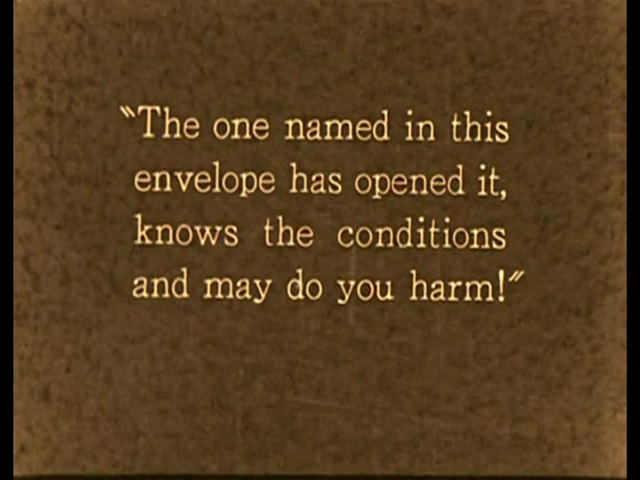 "The one named in this
envelope has opened it,
knows the conditions
and may do you harm!"